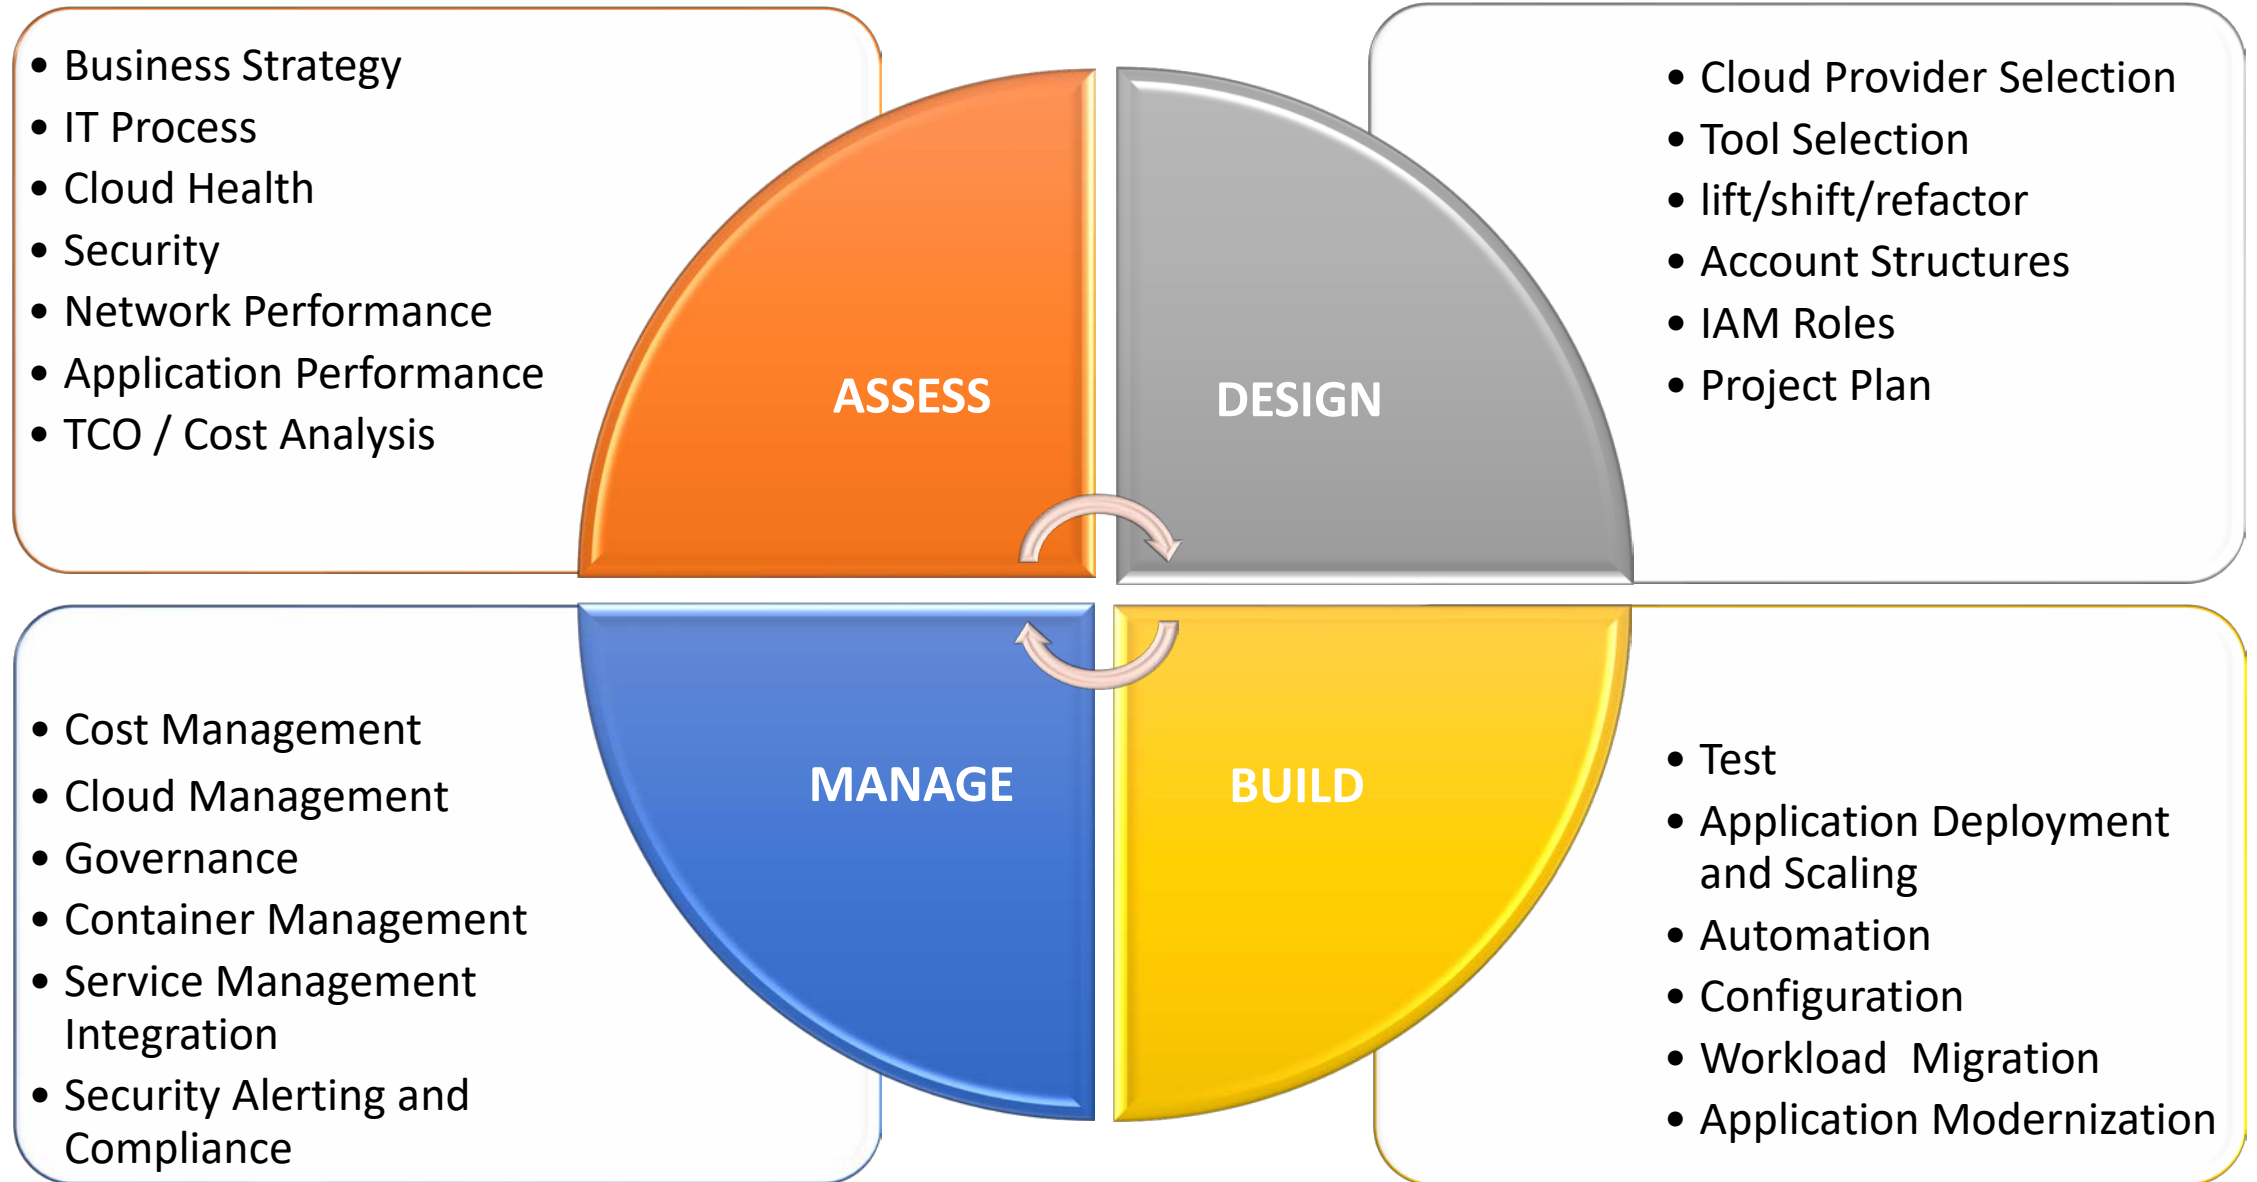 • Business Strategy
• IT Process
• Cloud Health
• Security
• Network Performance
• Application Performance
• TCO / Cost Analysis
ASSESS
DESIGN
• Cloud Provider Selection
• Tool Selection
• lift/shift/refactor
• Account Structures
• IAM Roles
• Project Plan
• Cost Management
• Cloud Management
• Governance
• Container Management
• Service Management
Integration
• Security Alerting and
Compliance
MANAGE
BUILD
• Test
• Application Deployment
and Scaling
• Automation
• Configuration
• Workload  Migration
• Application Modernization